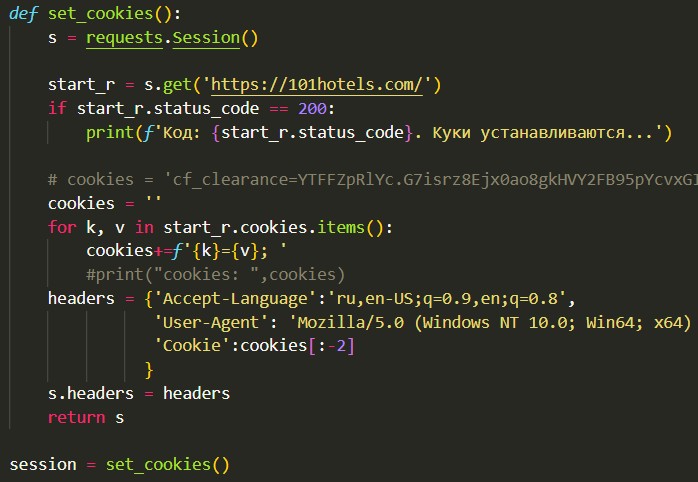 def set_cookies():
s = requests.Session()
start_r = s.get('https://101hotels.com/')
if start_r.status_code == 200:
print(f'Код: {start_r.status_code}. Куки устанавливаются...')
# cookies = 'cf_clearance=YTFFZpRlYc.G7isrz8Ejx0ao8gkHVY2FB95pYcvxG
cookies = ''
for k, v in start_r.cookies.items():
cookies+=f'{k}={v}; '
#print("cookies: ",cookies)
headers = {'Accept-Language':'ru,en-US;q=0.9,en;q=0.8',
'User-Agent': 'Mozilla/5.0 (Windows NT 10.0; Win64; x64)
'Cookie':cookies[:-2]
}
s.headers = headers
return s
session = set_cookies()